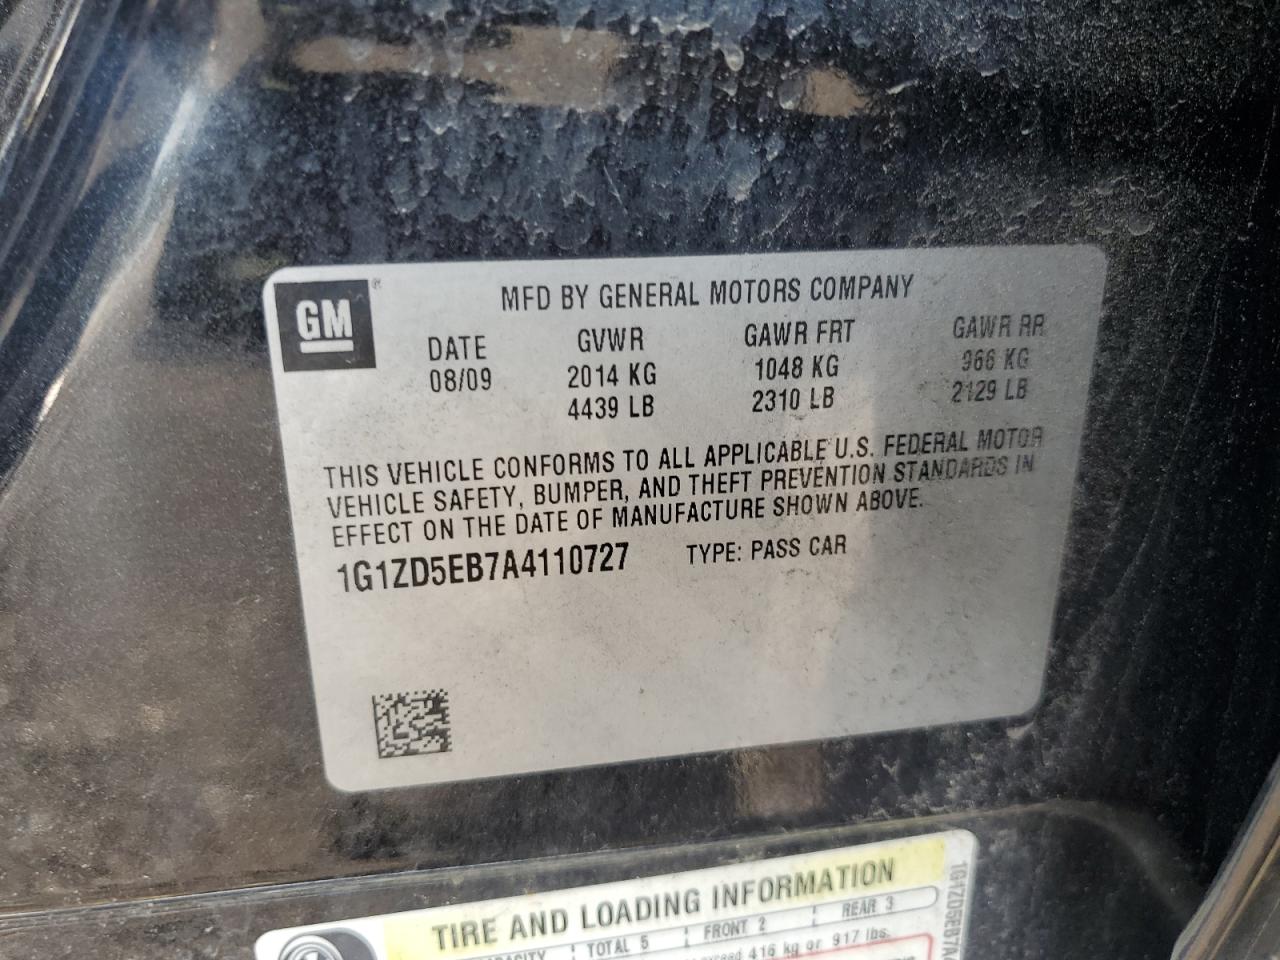 GM
MFD BY GENERAL MOTORS COMPANY
DATE GVWR GAWR FRT GAWR RR
08/09 2014 KG 1048 KG 966 KG
4439 LB 2310 LB 2129 LB
THIS VEHICLE CONFORMS TO ALL APPLICABLE U.S. FEDERAL MOTOR
VEHICLE SAFETY, BUMPER, AND THEFT PREVENTION STANDARDS IN
EFFECT ON THE DATE OF MANUFACTURE SHOWN ABOVE.
1G1ZD5EB7A4110727 TYPE: PASS CAR
TIRE AND LOADING INFORMATION
TOTAL 5 FRONT 2 REAR 3
exceed 416 kg or 917 lbs.
1G1ZD5EB7A